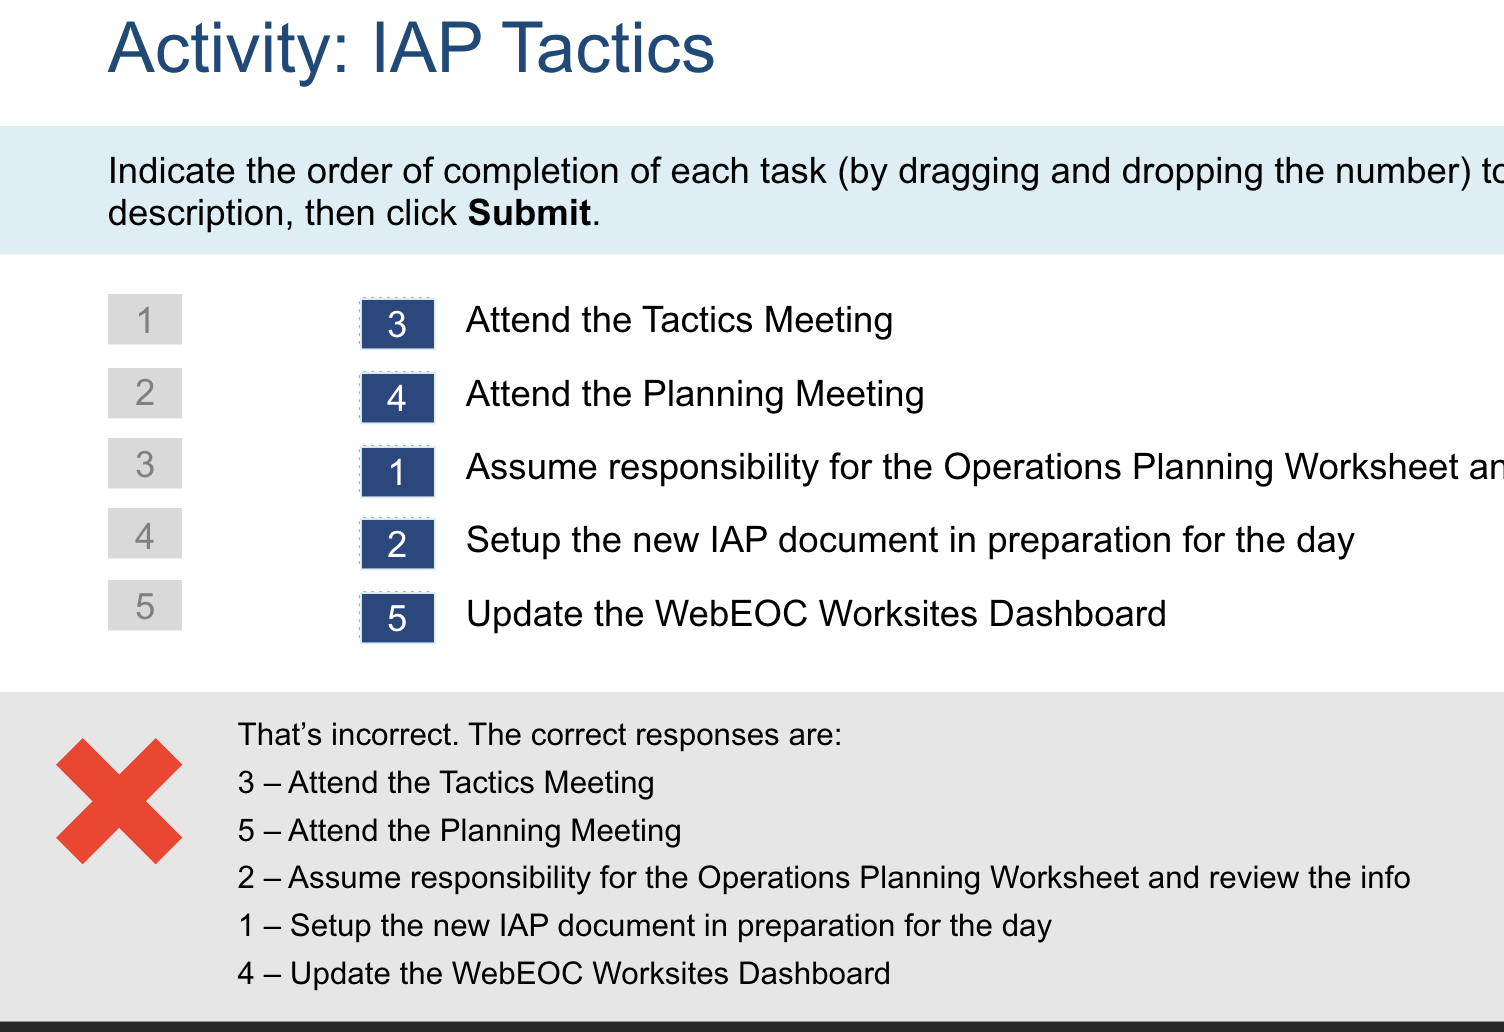 Activity: IAP Tactics
Indicate the order of completion of each task (by dragging and dropping the number) to
description, then click Submit.
1 3 Attend the Tactics Meeting
2 4 Attend the Planning Meeting
3 1 Assume responsibility for the Operations Planning Worksheet an
4 2 Setup the new IAP document in preparation for the day
5 5 Update the WebEOC Worksites Dashboard
That’s incorrect. The correct responses are:
3 – Attend the Tactics Meeting
5 – Attend the Planning Meeting
2 – Assume responsibility for the Operations Planning Worksheet and review the info
1 – Setup the new IAP document in preparation for the day
4 – Update the WebEOC Worksites Dashboard